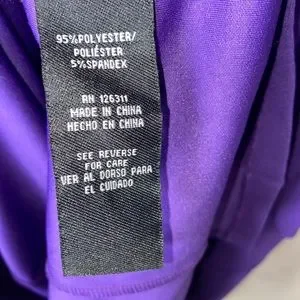 95%POLYESTER/
POLIÉSTER
5%SPANDEX
RN 126311
MADE IN CHINA
HECHO EN CHINA
SEE REVERSE
FOR CARE
VER AL DORSO PARA
EL CUIDADO